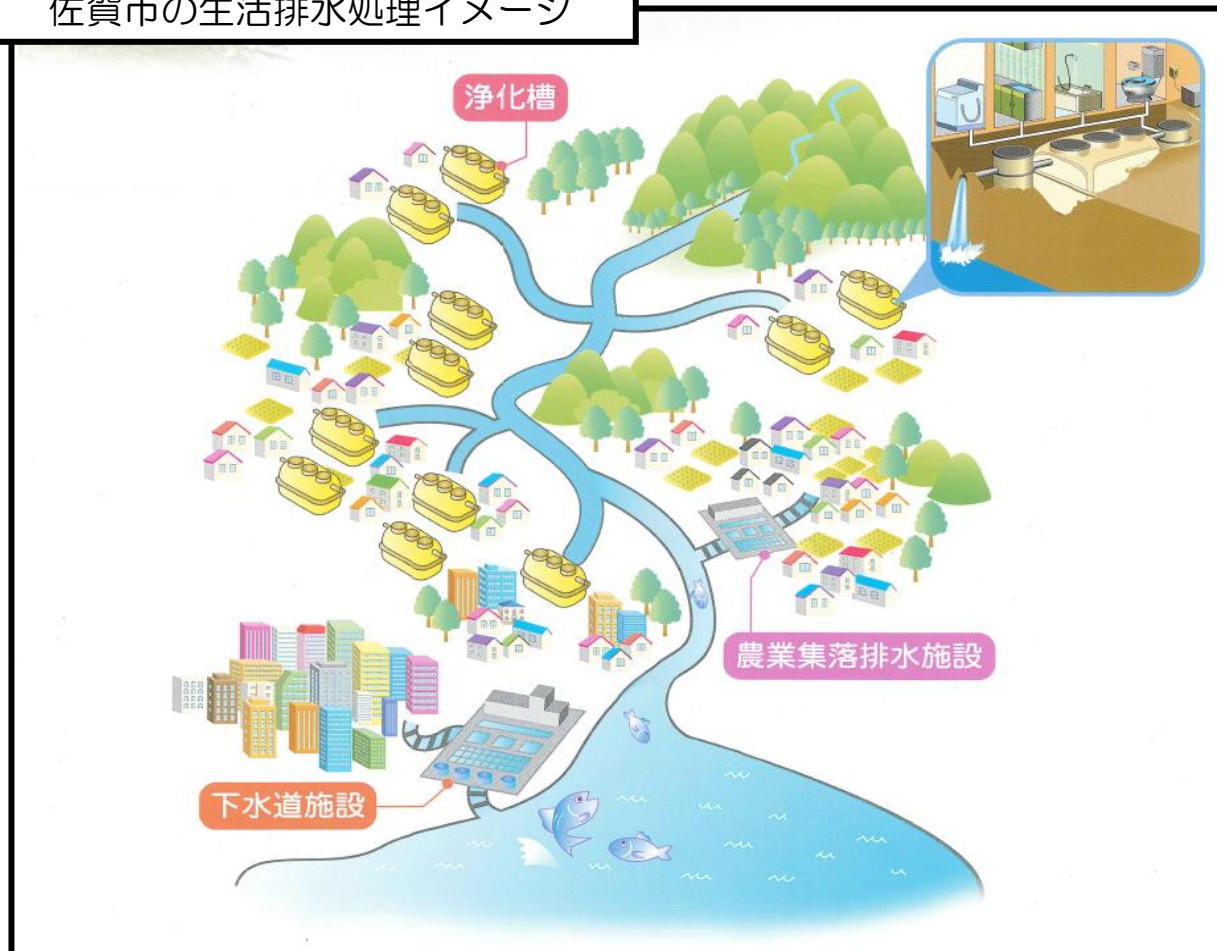 佐賀市の生活排水処理イメージ
浄化槽
農業集落排水施設
下水道施設